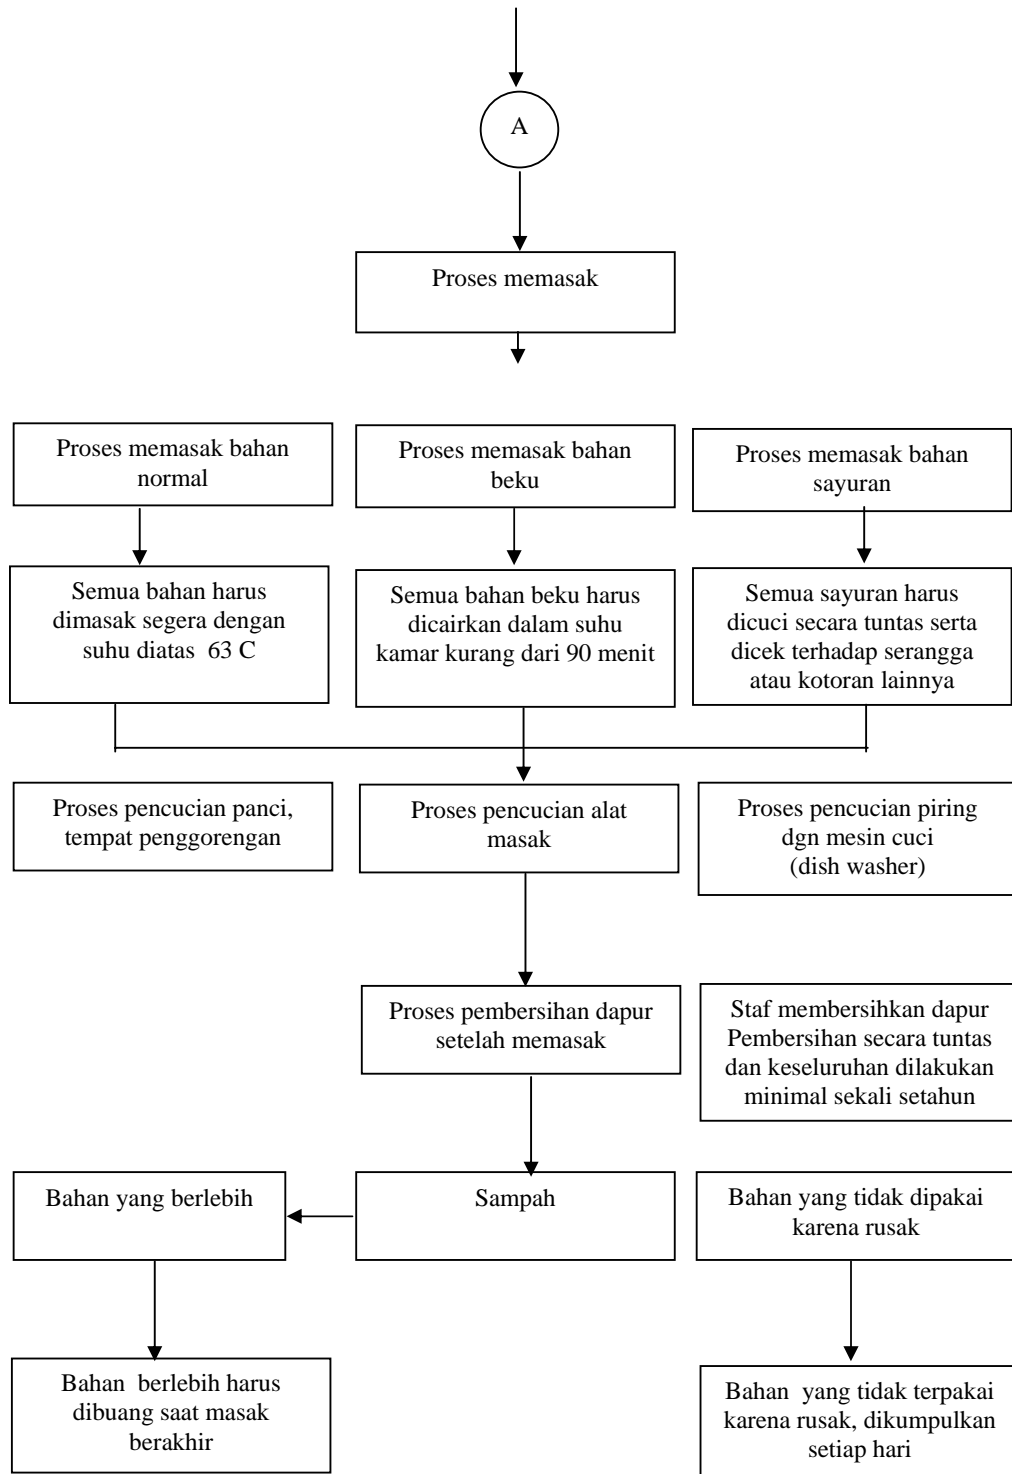 A
Proses memasak
Proses memasak bahan
normal
Proses memasak bahan
beku
Proses memasak bahan
sayuran
Semua bahan harus
dimasak segera dengan
suhu diatas  63 C
Semua bahan beku harus
dicairkan dalam suhu
kamar kurang dari 90 menit
Semua sayuran harus
dicuci secara tuntas serta
dicek terhadap serangga
atau kotoran lainnya
Proses pencucian panci,
tempat penggorengan
Proses pencucian alat
masak
Proses pencucian piring
dgn mesin cuci
(dish washer)
Proses pembersihan dapur
setelah memasak
Staf membersihkan dapur
Pembersihan secara tuntas
dan keseluruhan dilakukan
minimal sekali setahun
Bahan yang berlebih
Sampah
Bahan yang tidak dipakai
karena rusak
Bahan  berlebih harus
dibuang saat masak
berakhir
Bahan  yang tidak terpakai
karena rusak, dikumpulkan
setiap hari